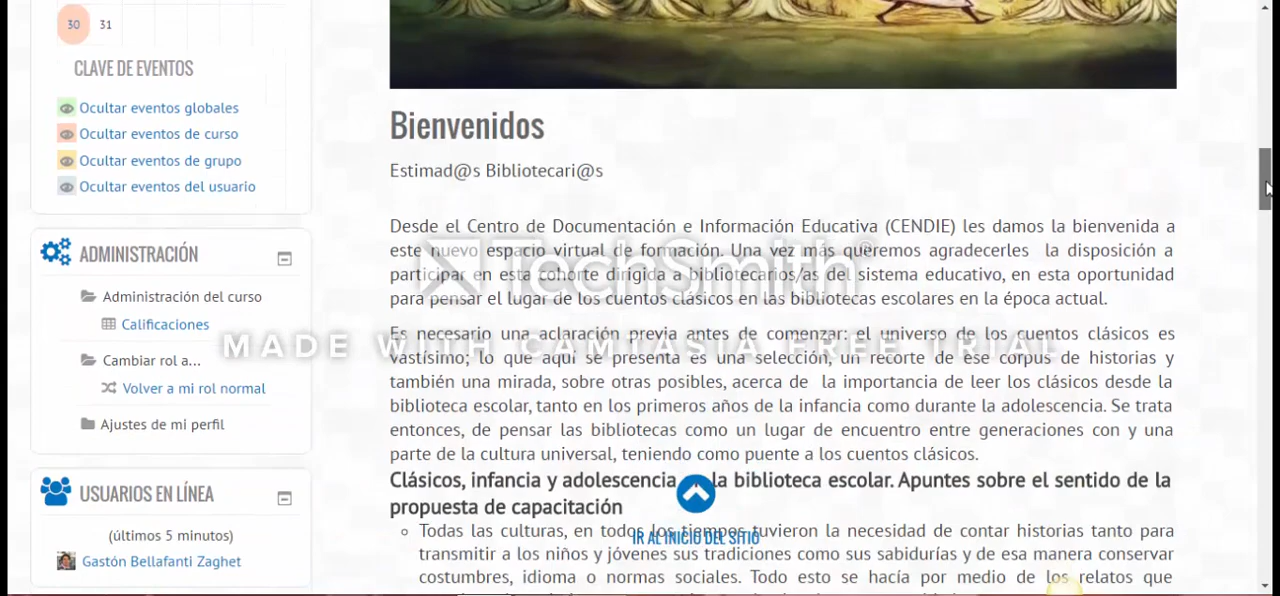 30 31
CLAVE DE EVENTOS
Ocultar eventos globales
Ocultar eventos de curso
Ocultar eventos de grupo
Ocultar eventos del usuario
ADMINISTRACIÓN
Administración del curso
Calificaciones
Cambiar rol a...
Volver a mi rol normal
Ajustes de mi perfil
USUARIOS EN LÍNEA
(últimos 5 minutos)
Gastón Bellafanti Zaghet
Bienvenidos
Estimad@s Bibliotecari@s
Desde el Centro de Documentación e Información Educativa (CENDIE) les damos la bienvenida a
este nuevo espacio virtual de formación. Una vez más queremos agradecerles la disposición a
participar en esta cohorte dirigida a bibliotecarios/as del sistema educativo, en esta oportunidad
para pensar el lugar de los cuentos clásicos en las bibliotecas escolares en la época actual.
Es necesario una aclaración previa antes de comenzar: el universo de los cuentos clásicos es
vastísimo; lo que aquí se presenta es una selección, un recorte de ese corpus de historias y
también una mirada, sobre otras posibles, acerca de la importancia de leer los clásicos desde la
biblioteca escolar, tanto en los primeros años de la infancia como durante la adolescencia. Se trata
entonces, de pensar las bibliotecas como un lugar de encuentro entre generaciones con y una
parte de la cultura universal, teniendo como puente a los cuentos clásicos.
Clásicos, infancia y adolescencia la biblioteca escolar. Apuntes sobre el sentido de la
propuesta de capacitación
Todas las culturas, en todos los tiempos tuvieron la necesidad de contar historias tanto para
IR AL INICIO DEL SITIO
transmitir a los niños y jóvenes sus tradiciones como sus sabidurías y de esa manera conservar
costumbres, idioma o normas sociales. Todo esto se hacía por medio de los relatos que
TechSmith
MADE WITH CAMTASIA FREE TRIAL